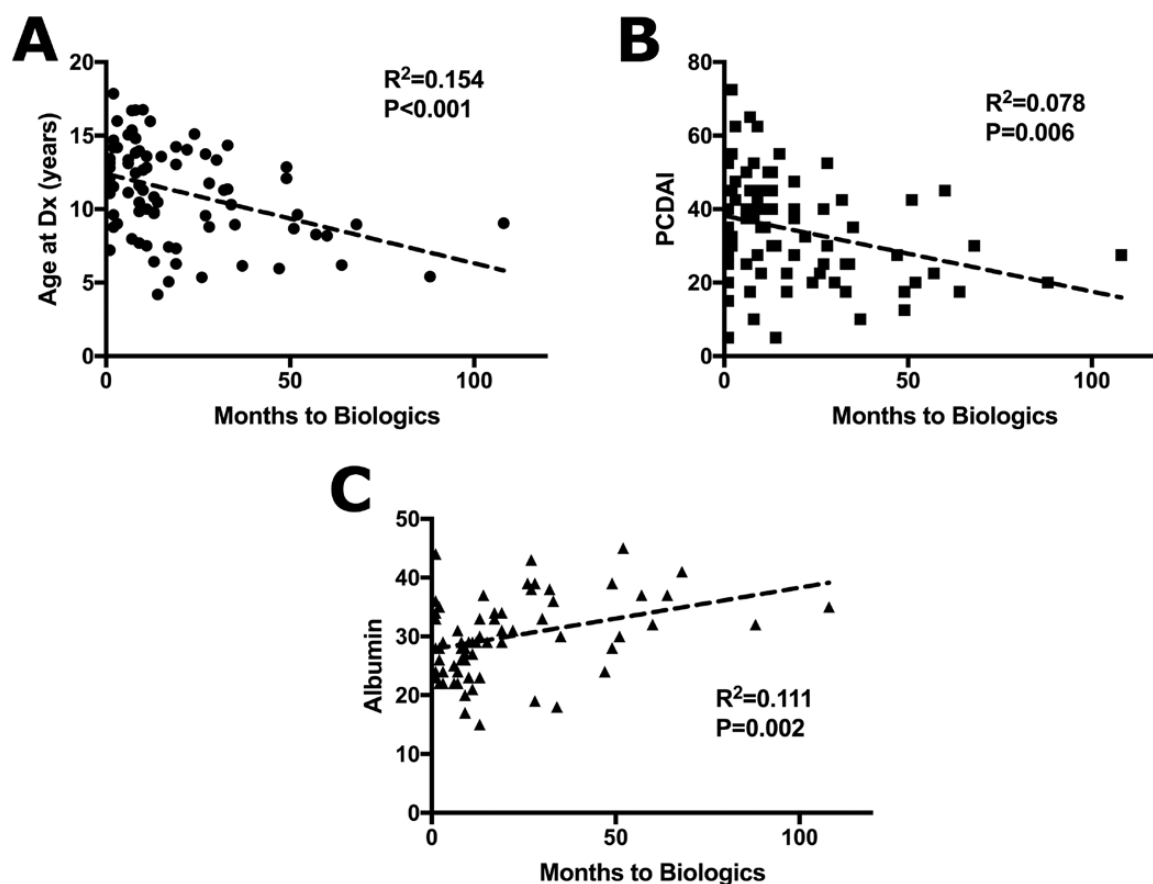 A
Age at Dx (years)
20
15
10
5
0
R²=0.154
P<0.001
0 50 100
Months to Biologics
B
PCDAI
80
60
40
20
0
R²=0.078
P=0.006
0 50 100
Months to Biologics
C
Albumin
50
40
30
20
10
0
R²=0.111
P=0.002
0 50 100
Months to Biologics